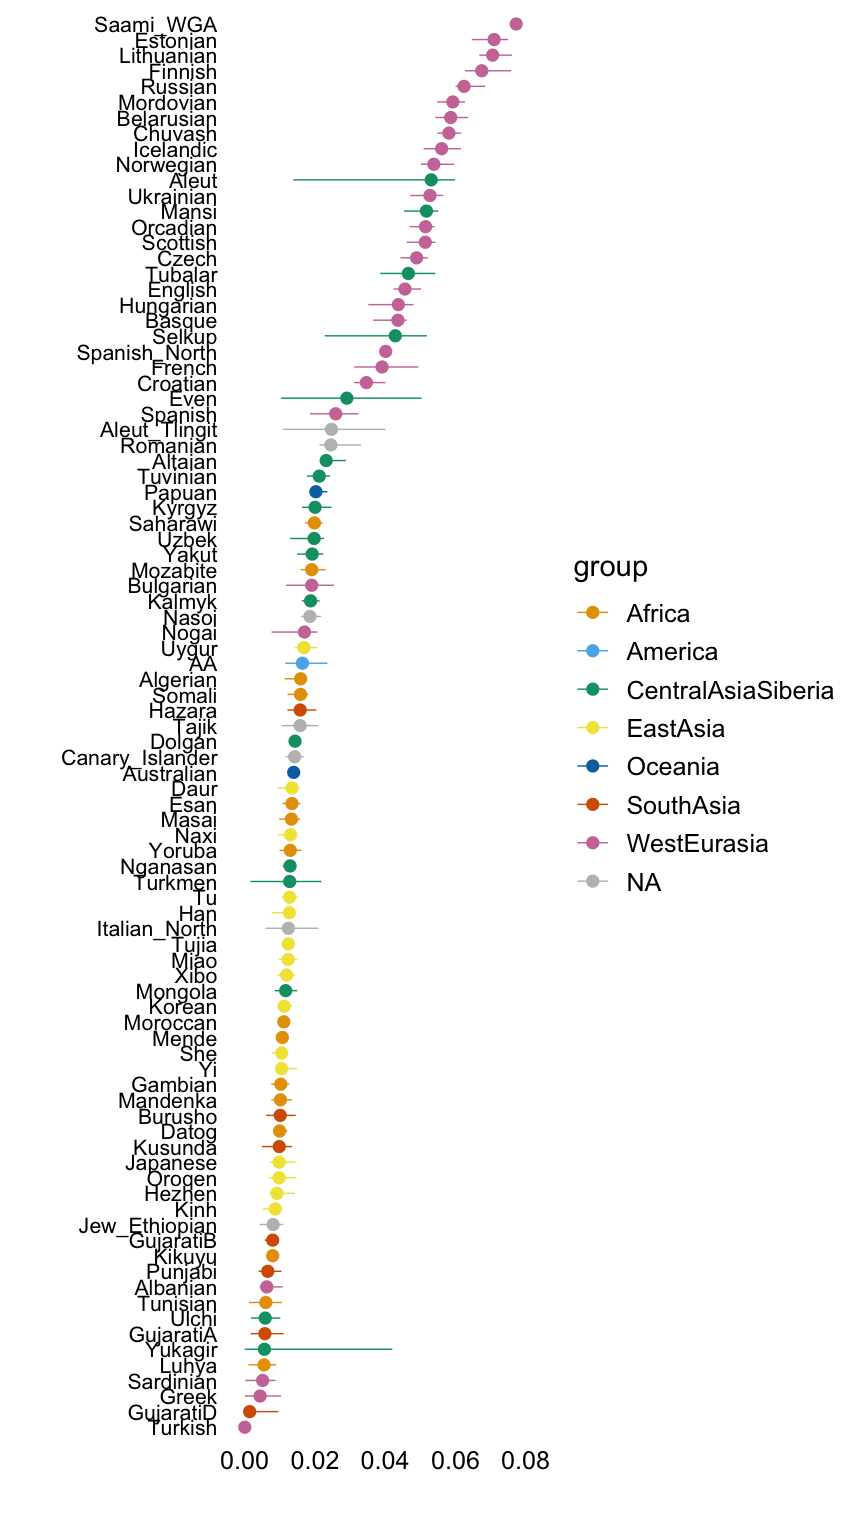 Saami_WGA
Estonian
Lithuanian
Finnish
Russian
Mordovian
Belarusian
Chuvash
Icelandic
Norwegian
Aleut
Ukrainian
Mansi
Orcadian
Scottish
Czech
Tubalar
English
Hungarian
Basque
Selkup
Spanish_North
French
Croatian
Even
Spanish
Aleut_Tlingit
Romanian
Altaian
Tuvinian
Papuan
Kyrgyz
Saharawi
Uzbek
Yakut
Mozabite
Bulgarian
Kalmyk
Nasoi
Nogai
Uygur
AA
Algerian
Somali
Hazara
Tajik
Dolgan
Canary_Islander
Australian
Daur
Esan
Masai
Naxi
Yoruba
Nganasan
Turkmen
Tu
Han
Italian_North
Tujia
Miao
Xibo
Mongola
Korean
Moroccan
Mende
She
Yi
Gambian
Mandenka
Burusho
Datog
Kusunda
Japanese
Oroqen
Hezhen
Kinh
Jew_Ethiopian
GujaratiB
Kikuyu
Punjabi
Albanian
Tunisian
Ulchi
GujaratiA
Yukagir
Luhya
Sardinian
Greek
GujaratiD
Turkish
0.00 0.02 0.04 0.06 0.08
group
Africa
America
CentralAsiaSiberia
EastAsia
Oceania
SouthAsia
WestEurasia
NA